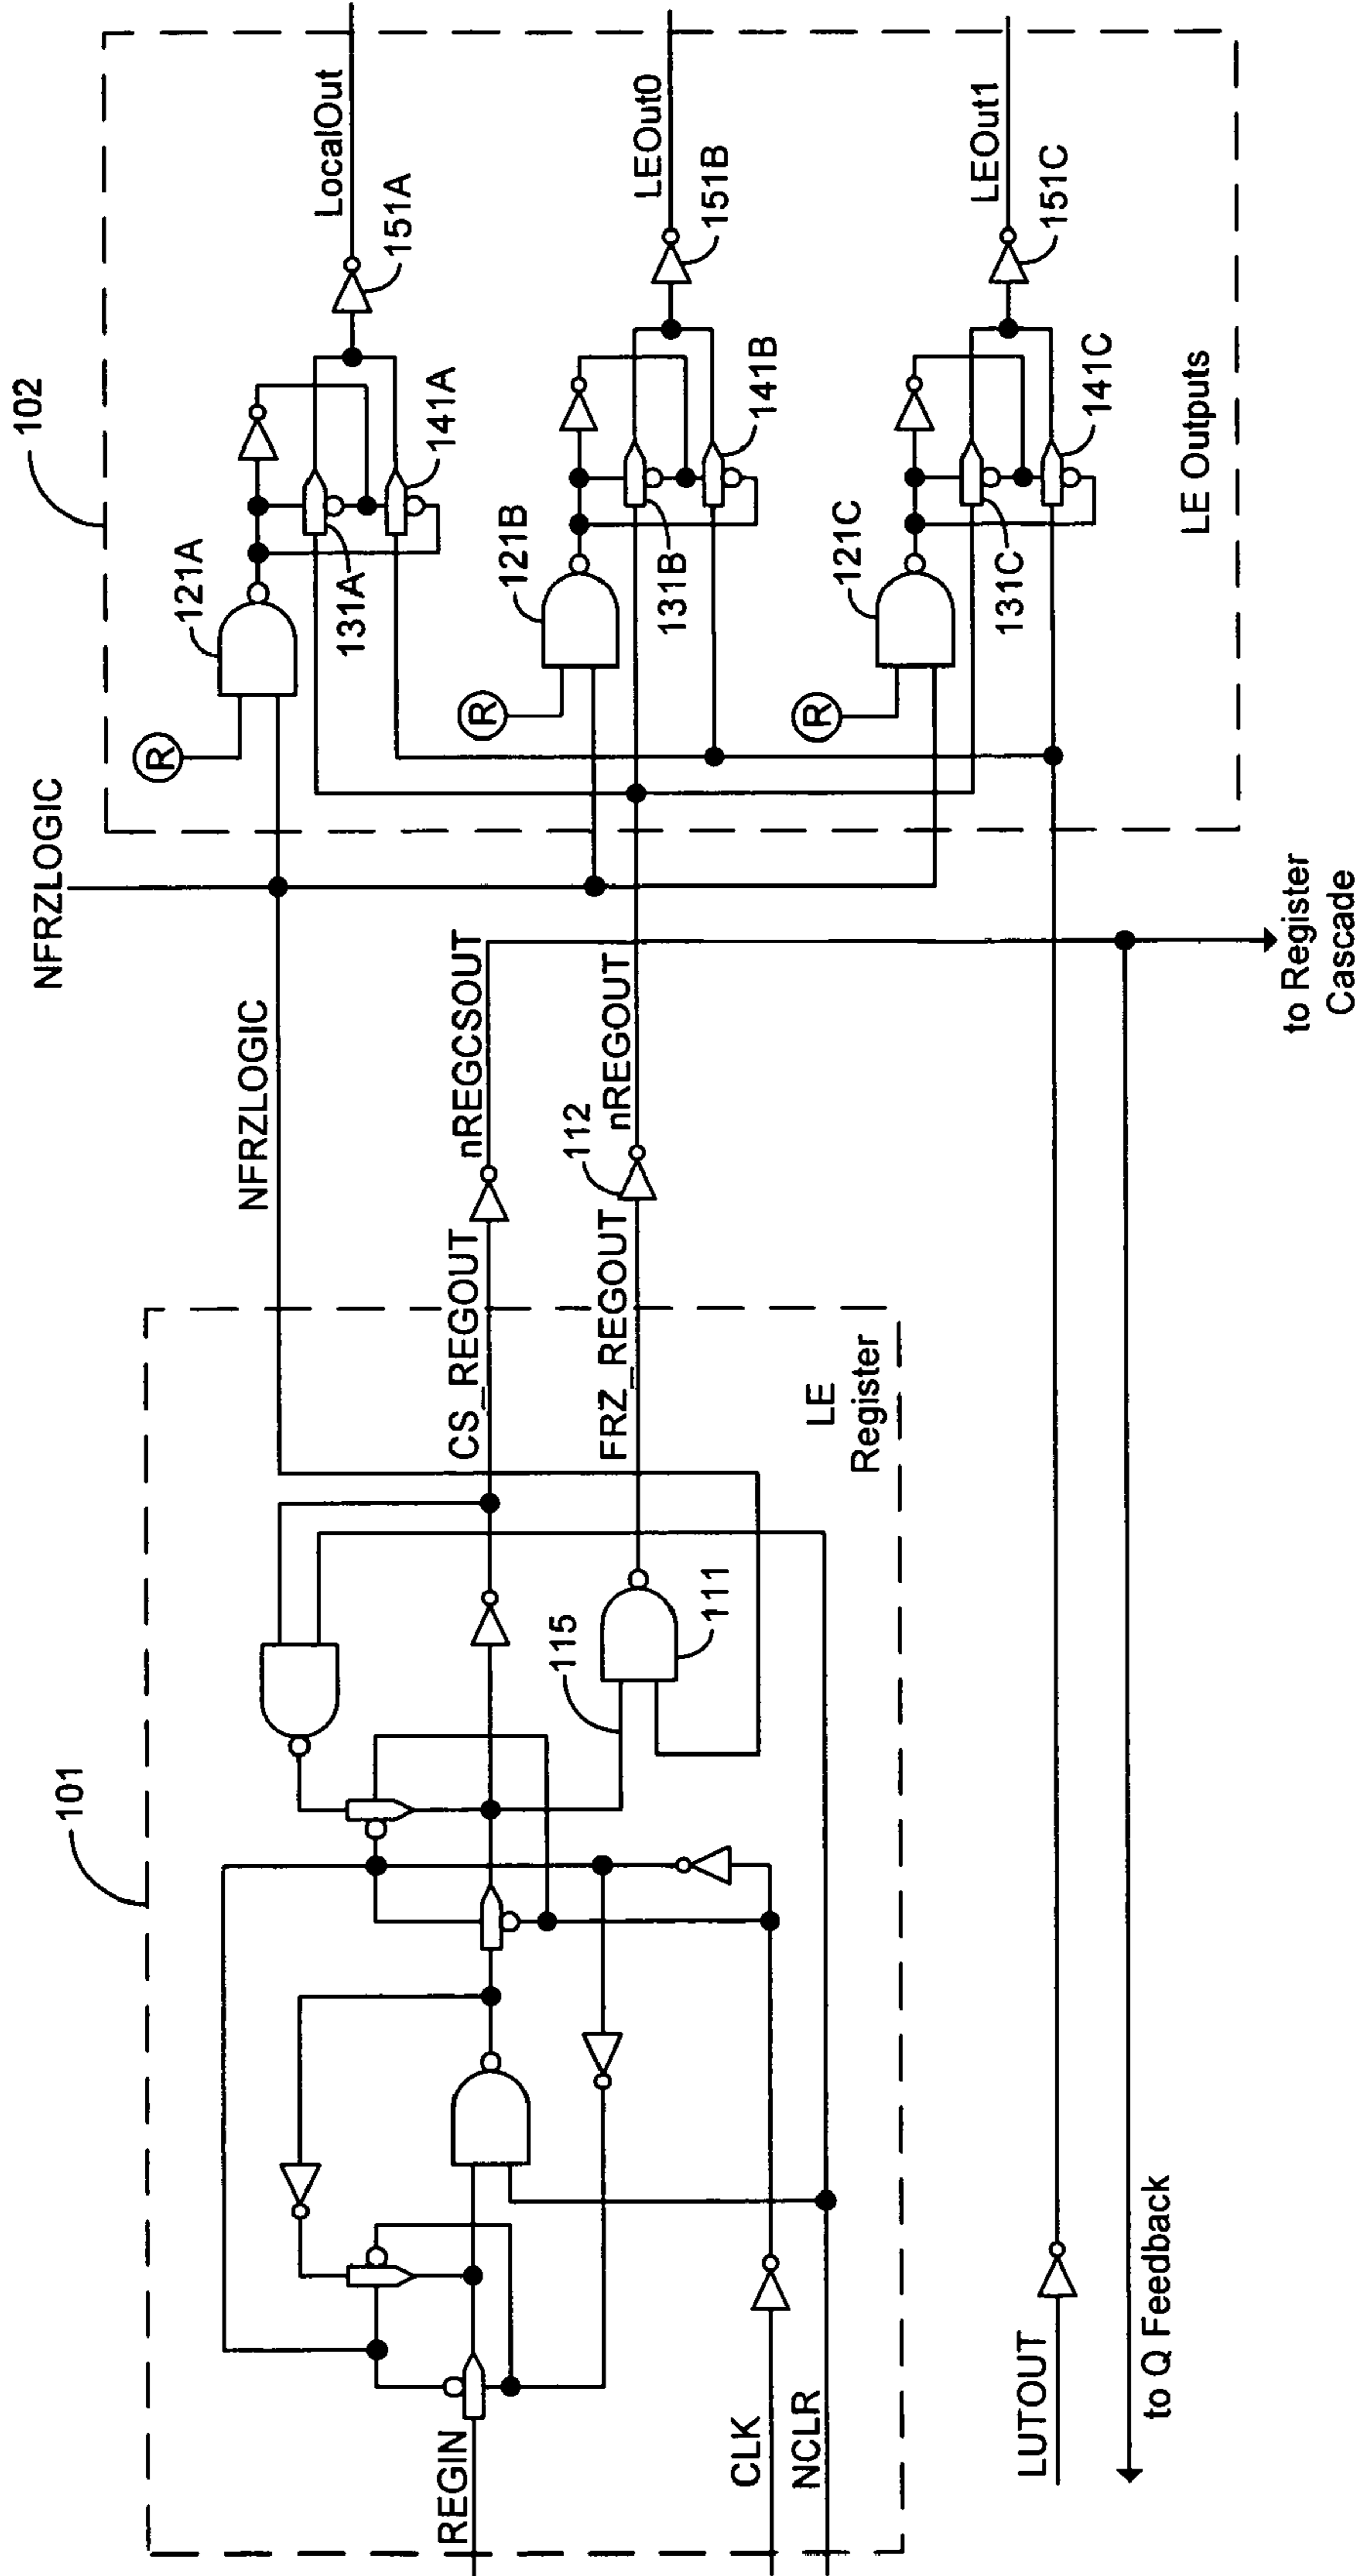 102
NFRZLOGIC
R
121A
131A
141A
LocalOut
151A
R
121B
131B
141B
LEOut0
151B
R
121C
131C
141C
LEOut1
151C
LE Outputs
NFRZLOGIC
nREGCSOUT
112
nREGOUT
to Register
Cascade
101
CS_REGOUT
FRZ_REGOUT
115
111
LE
Register
REGIN
CLK
NCLR
LUTOUT
to Q Feedback